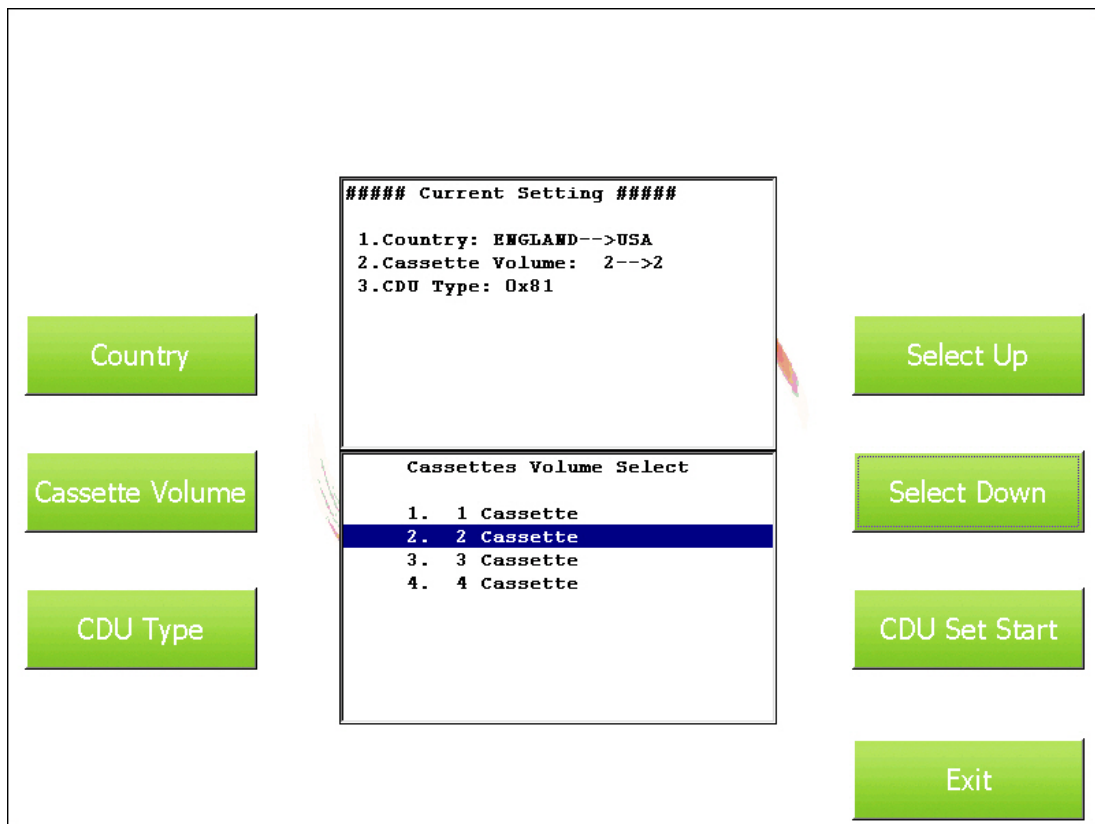 ##### Current Setting #####
1.Country: ENGLAND-->USA
2.Cassette Volume: 2-->2
3.CDU Type: 0x81
Country
Select Up
Cassettes Volume Select
Cassette Volume
Select Down
1. 1 Cassette
2. 2 Cassette
3. 3 Cassette
4. 4 Cassette
CDU Type
CDU Set Start
Exit